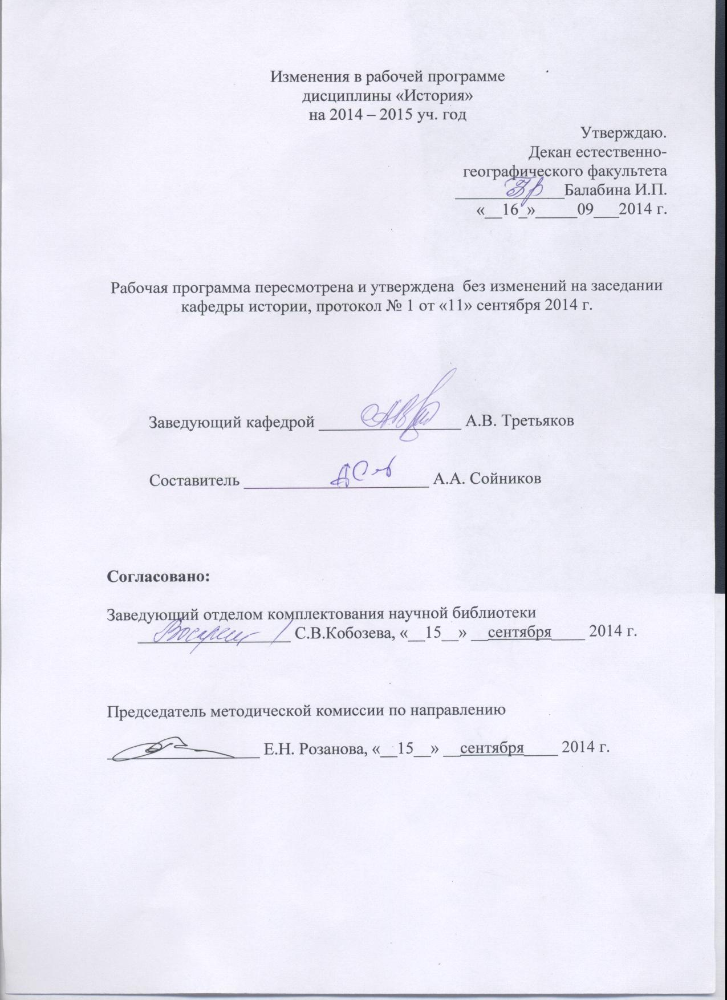 Изменения в рабочей программе
дисциплины «История»
на 2014 – 2015 уч. год
Утверждаю.
Декан естественно-
географического факультета
_____________Балабина И.П.
«__16_»_____09___2014 г.
Рабочая программа пересмотрена и утверждена без изменений на заседании
кафедры истории, протокол № 1 от «11» сентября 2014 г.
Заведующий кафедрой _________________ А.В. Третьяков
Составитель ______________________ А.А. Сойников
Согласовано:
Заведующий отделом комплектования научной библиотеки
__________________ С.В.Кобозева, «__15__» __сентября____ 2014 г.
Председатель методической комиссии по направлению
__________________ Е.Н. Розанова, «__15__» __сентября____ 2014 г.